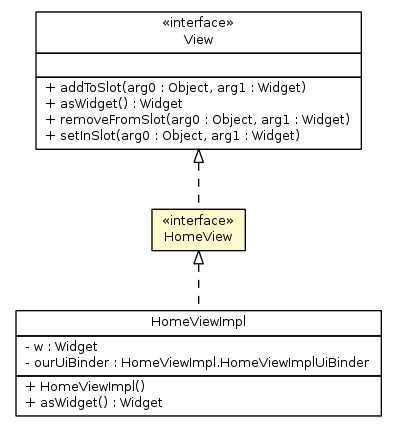 «interface»
View
+ addToSlot(arg0 : Object, arg1 : Widget)
+ asWidget() : Widget
+ removeFromSlot(arg0 : Object, arg1 : Widget)
+ setInSlot(arg0 : Object, arg1 : Widget)
«interface»
HomeView
HomeViewImpl
- w : Widget
- ourUiBinder : HomeViewImpl.HomeViewImplUiBinder
+ HomeViewImpl()
+ asWidget() : Widget